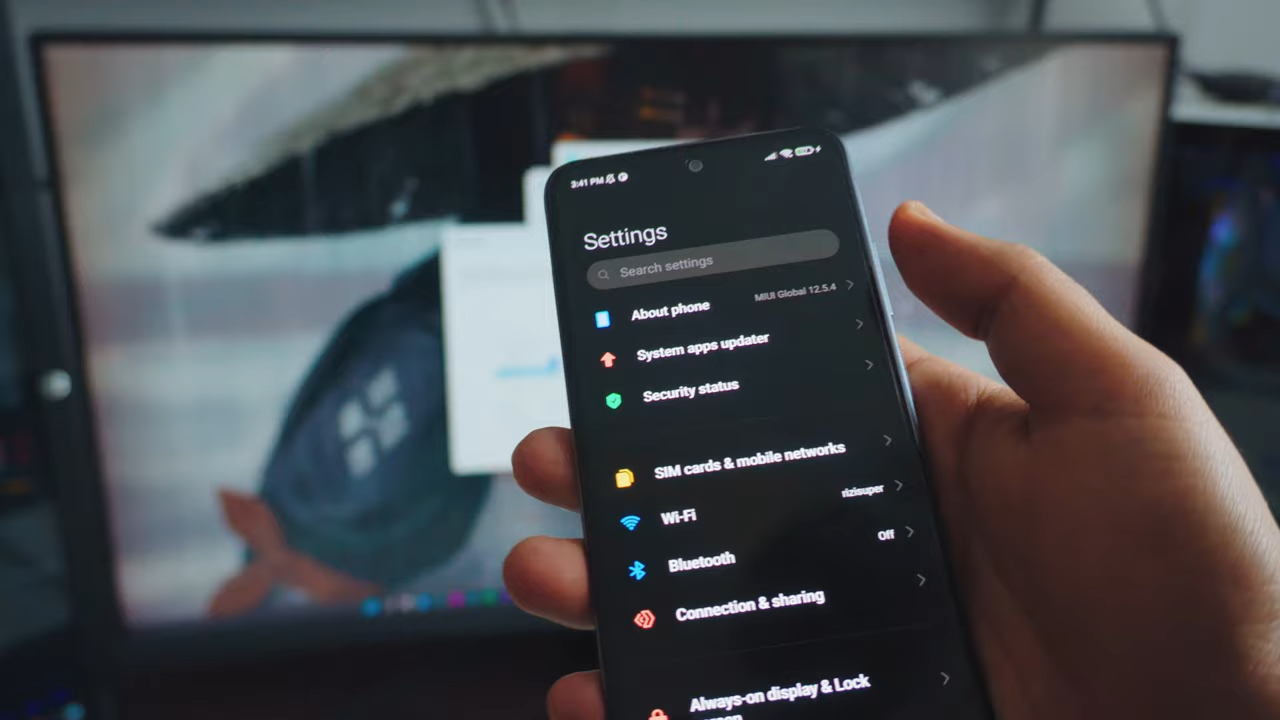 3:41 PM
Settings
Search settings
About phone
MIUI Global 12.5.4
System apps updater
Security status
SIM cards & mobile networks
Wi-Fi
rizisuper
Bluetooth
Off
Connection & sharing
Always-on display & Lock
screen